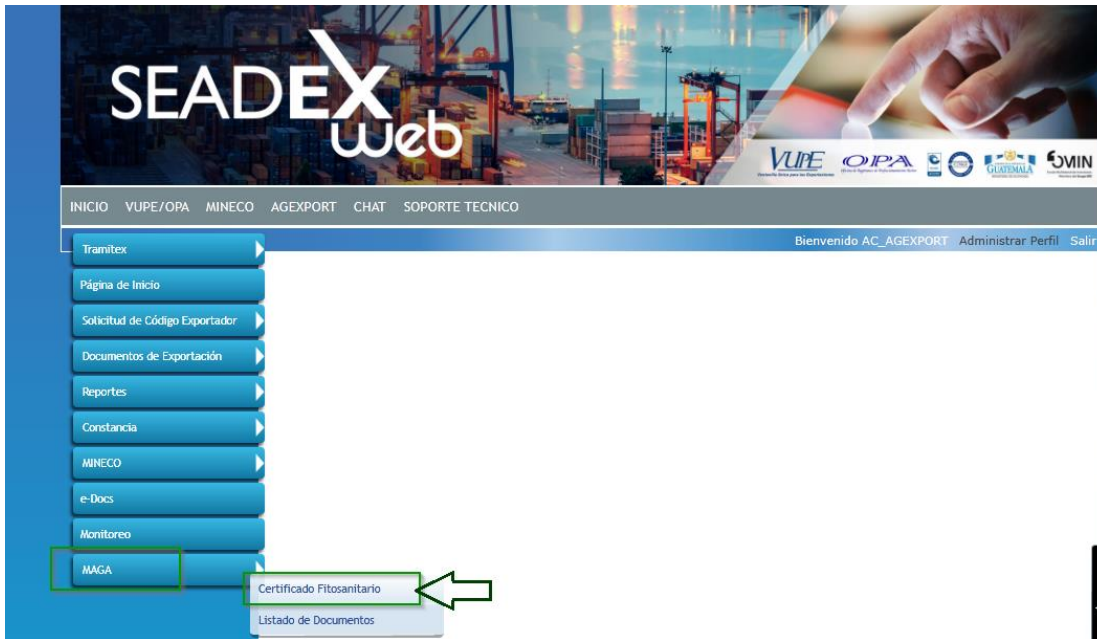 SEADEX
web
VUPE OPA GUATEMALA OMIN
INICIO VUPE/OPA MINECO AGEXPORT CHAT SOPORTE TECNICO
Bienvenido AC_AGEXPORT Administrar Perfil Salir
Tramitex
Página de Inicio
Solicitud de Código Exportador
Documentos de Exportación
Reportes
Constancia
MINECO
e-Docs
Monitoreo
MAGA
Certificado Fitosanitario
Listado de Documentos